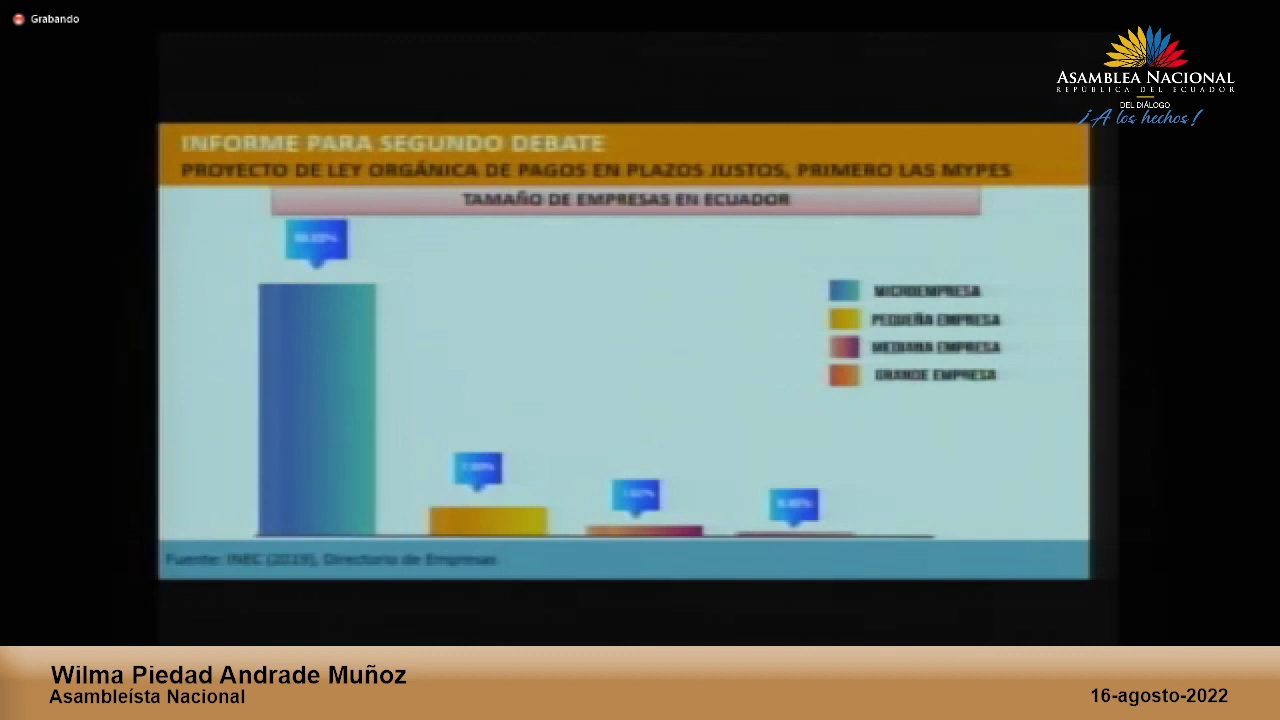 Grabando
ASAMBLEA NACIONAL
REPÚBLICA DEL ECUADOR
DEL DIÁLOGO
¡A los hechos!
INFORME PARA SEGUNDO DEBATE
PROYECTO DE LEY ORGÁNICA DE PAGOS EN PLAZOS JUSTOS, PRIMERO LAS MYPES
TAMAÑO DE EMPRESAS EN ECUADOR
MICROEMPRESA
PEQUEÑA EMPRESA
MEDIANA EMPRESA
GRANDE EMPRESA
Fuente: INEC (2019), Directorio de Empresas
Wilma Piedad Andrade Muñoz
Asambleísta Nacional
16-agosto-2022